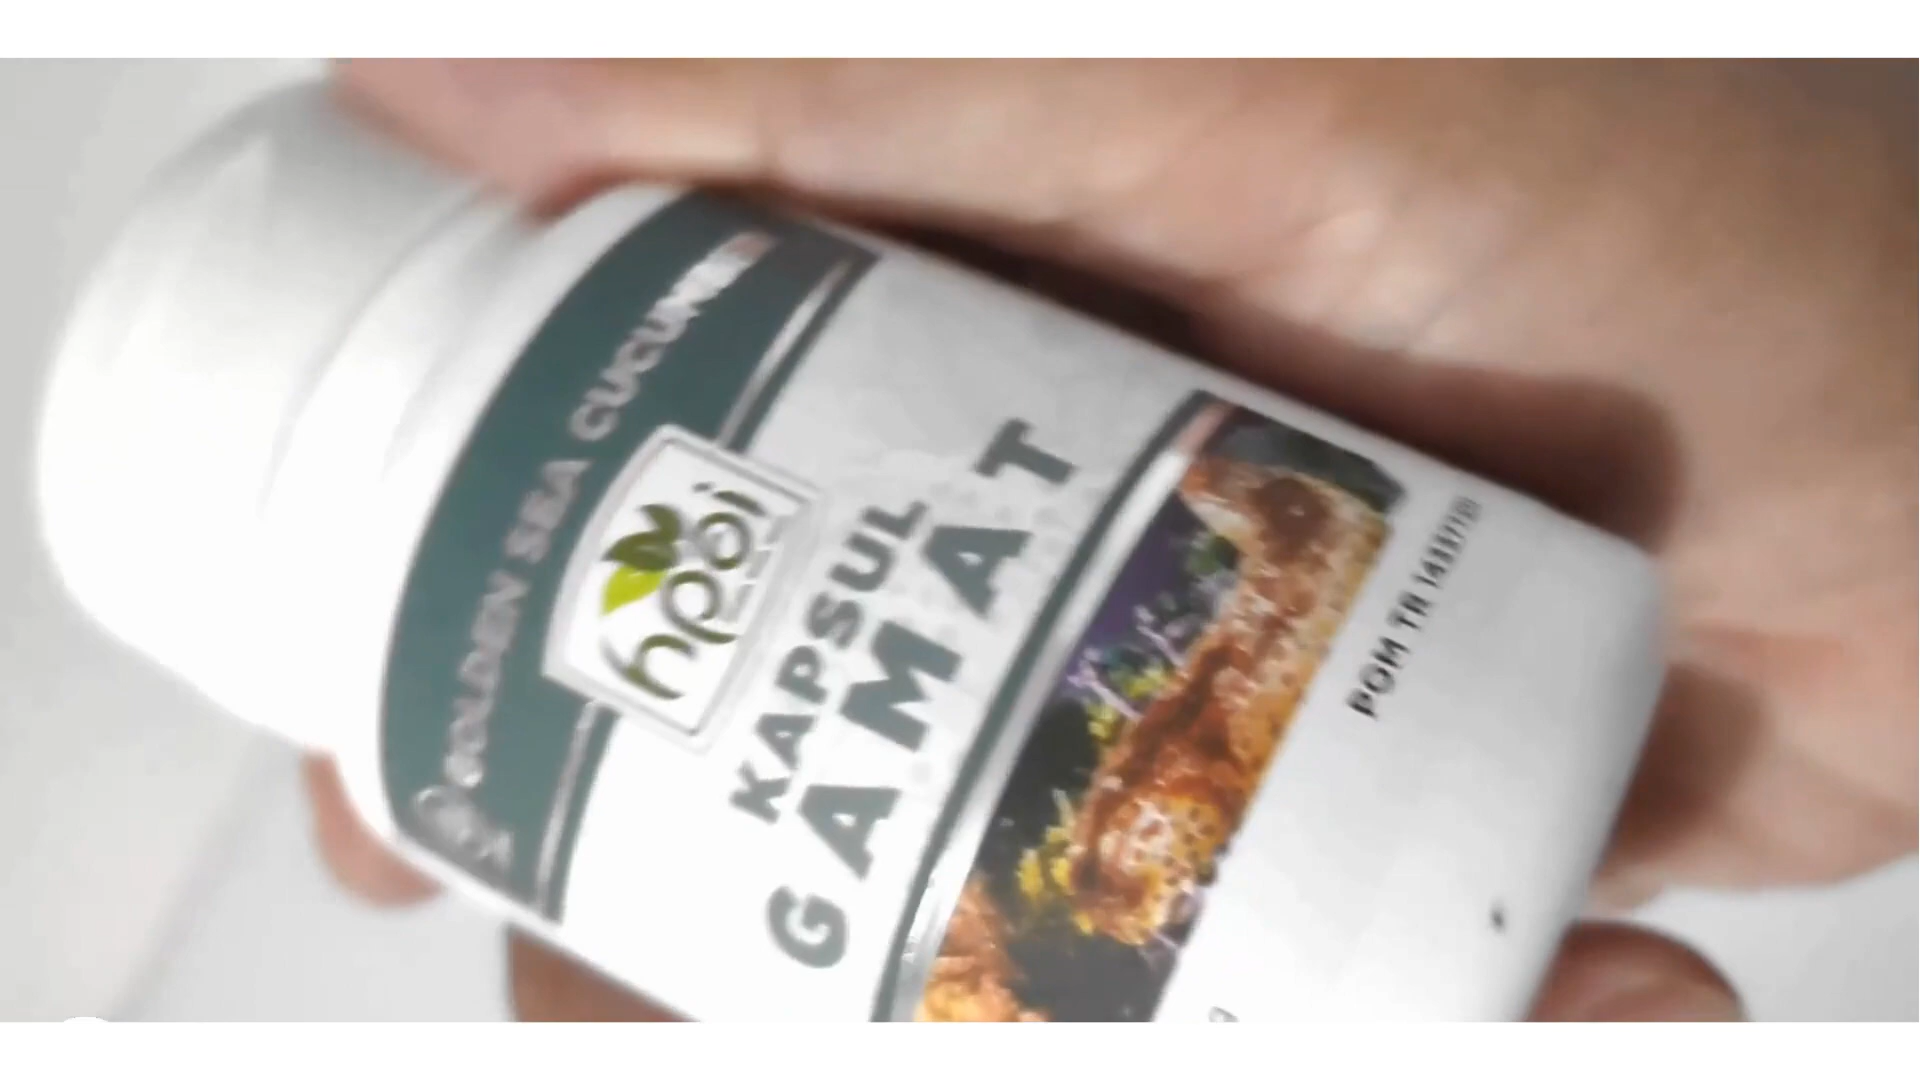 GOLDEN SEA CUCUMBER
hpai
KAPSUL
GAMAT
POM TR